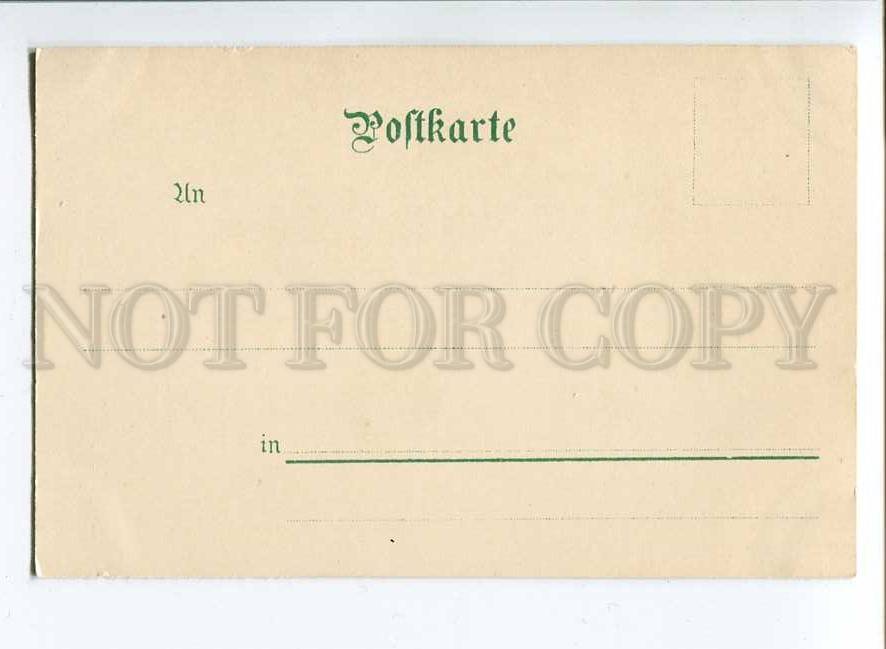 Postkarte
An
NOT FOR COPY
in